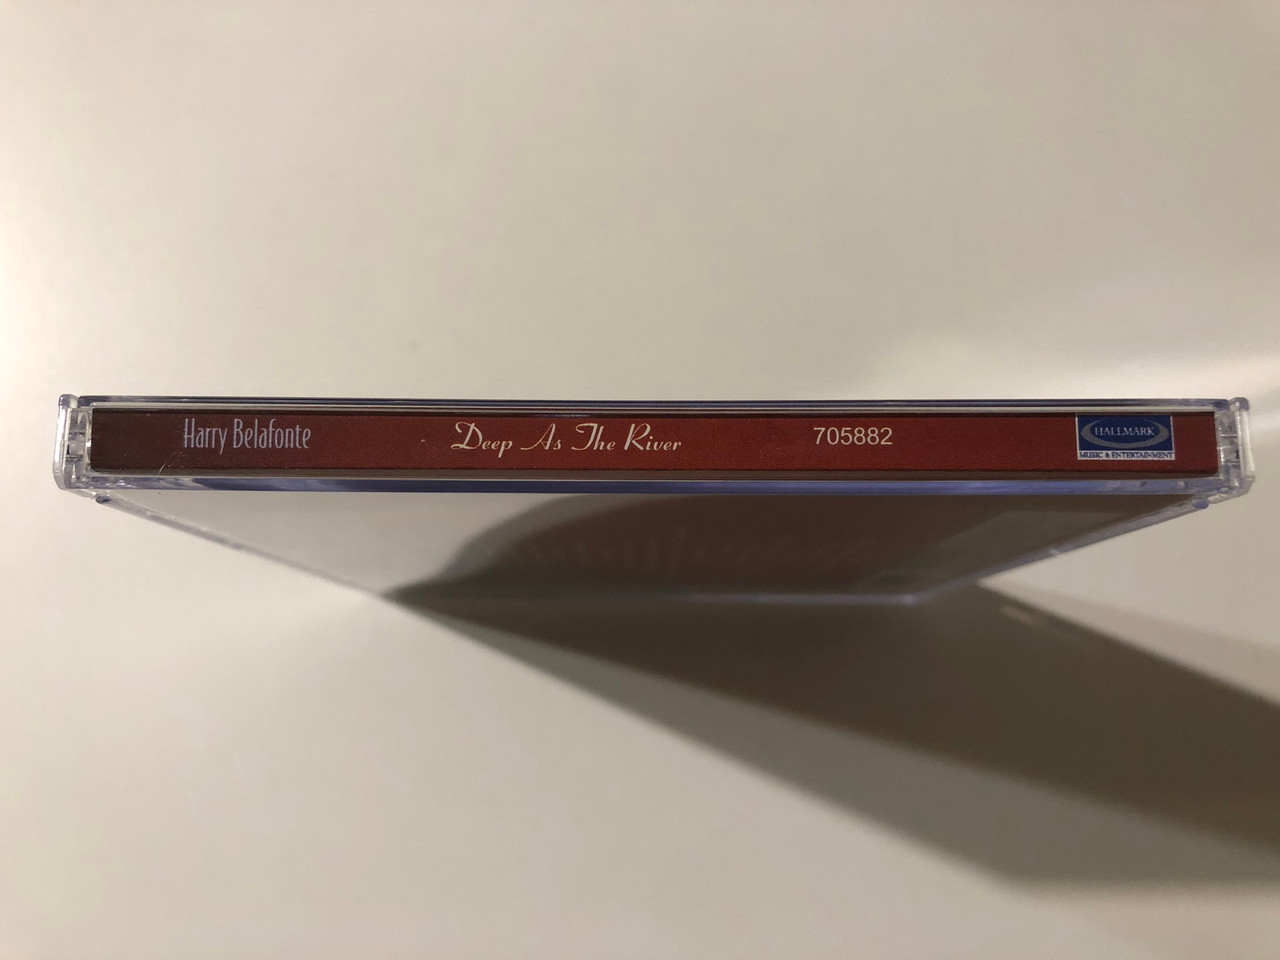 Harry Belafonte
Deep As The River
705882
HALLMARK
MUSIC & ENTERTAINMENT